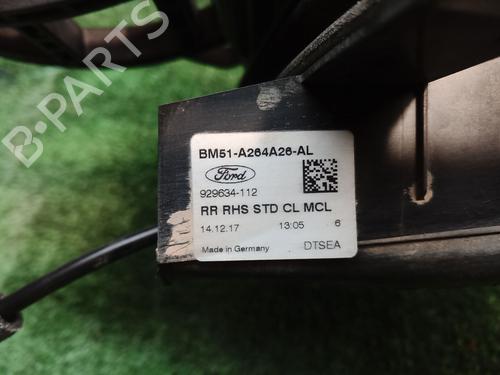 BM51-A264A26-AL
Ford
929634-112
RR RHS STD CL MCL
14.12.17 13:05 6
Made in Germany DTSEA
B-PARTS